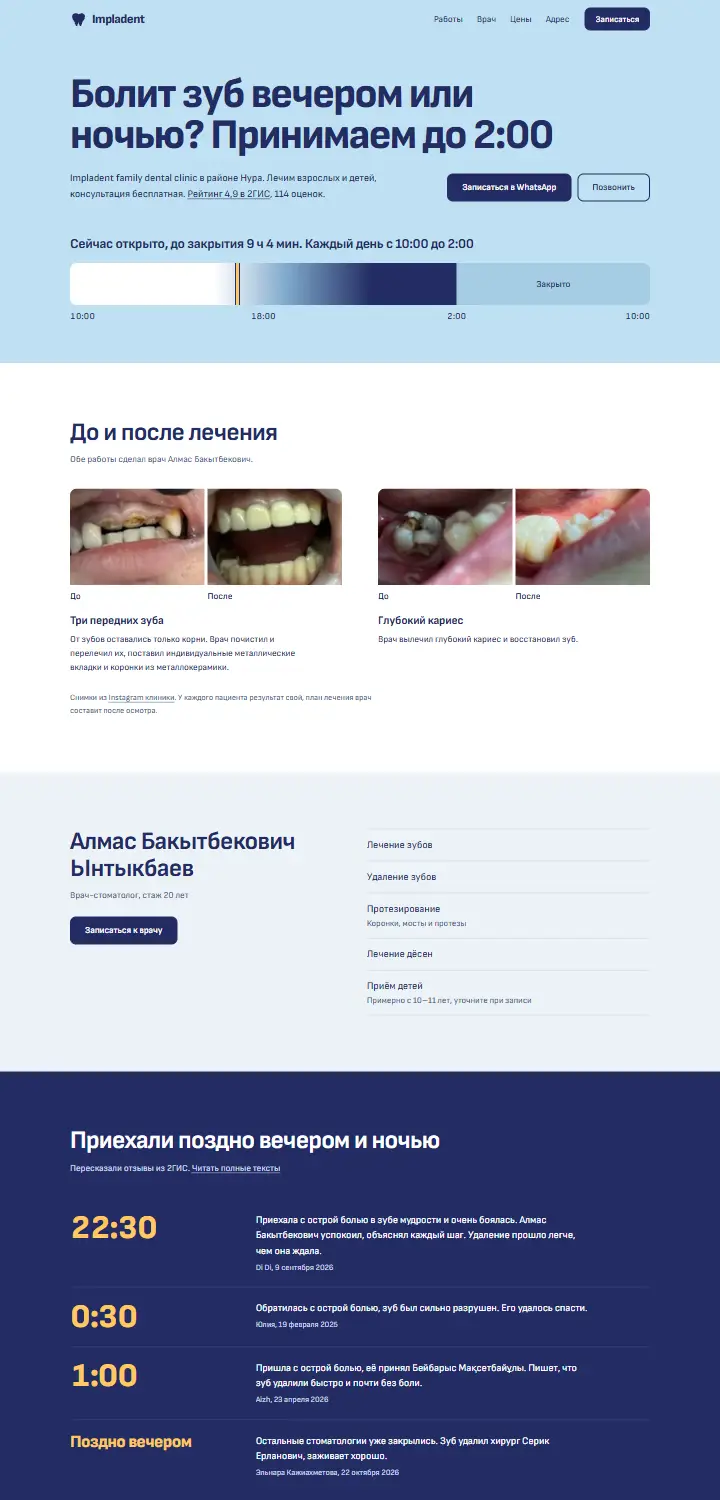 Impladent
Работы Врач Цены Адрес Записаться
Болит зуб вечером или
ночью? Принимаем до 2:00
Impladent family dental clinic в районе Нура. Лечим взрослых и детей,
консультация бесплатная. Рейтинг 4,9 в 2ГИС, 114 оценок.
Записаться в WhatsApp Позвонить
Сейчас открыто, до закрытия 9 ч 4 мин. Каждый день с 10:00 до 2:00
Закрыто
10:00 18:00 2:00 10:00
До и после лечения
Обе работы сделал врач Алмас Бакытбекович.
До После До После
Три передних зуба
От зубов оставались только корни. Врач почистил и
перелечил их, поставил индивидуальные металлические
вкладки и коронки из металлокерамики.
Глубокий кариес
Врач вылечил глубокий кариес и восстановил зуб.
Снимки из Instagram клиники. У каждого пациента результат свой, план лечения врач
составит после осмотра.
Алмас Бакытбекович
Ынтыкбаев
Врач-стоматолог, стаж 20 лет
Записаться к врачу
Лечение зубов
Удаление зубов
Протезирование
Коронки, мосты и протезы
Лечение дёсен
Приём детей
Примерно с 10–11 лет, уточните при записи
Приехали поздно вечером и ночью
Пересказали отзывы из 2ГИС. Читать полные тексты
22:30
Приехала с острой болью в зубе мудрости и очень боялась. Алмас
Бакытбекович успокоил, объяснял каждый шаг. Удаление прошло легче,
чем она ждала.
Di Di, 9 сентября 2026
0:30
Обратилась с острой болью, зуб был сильно разрушен. Его удалось спасти.
Юлия, 19 февраля 2025
1:00
Пришла с острой болью, её принял Бейбарыс Мақсетбайұлы. Пишет, что
зуб удалили быстро и почти без боли.
Aizh, 23 апреля 2026
Поздно вечером
Остальные стоматологии уже закрылись. Зуб удалил хирург Серик
Ерланович, заживает хорошо.
Эльнара Кажиахметова, 22 октября 2026